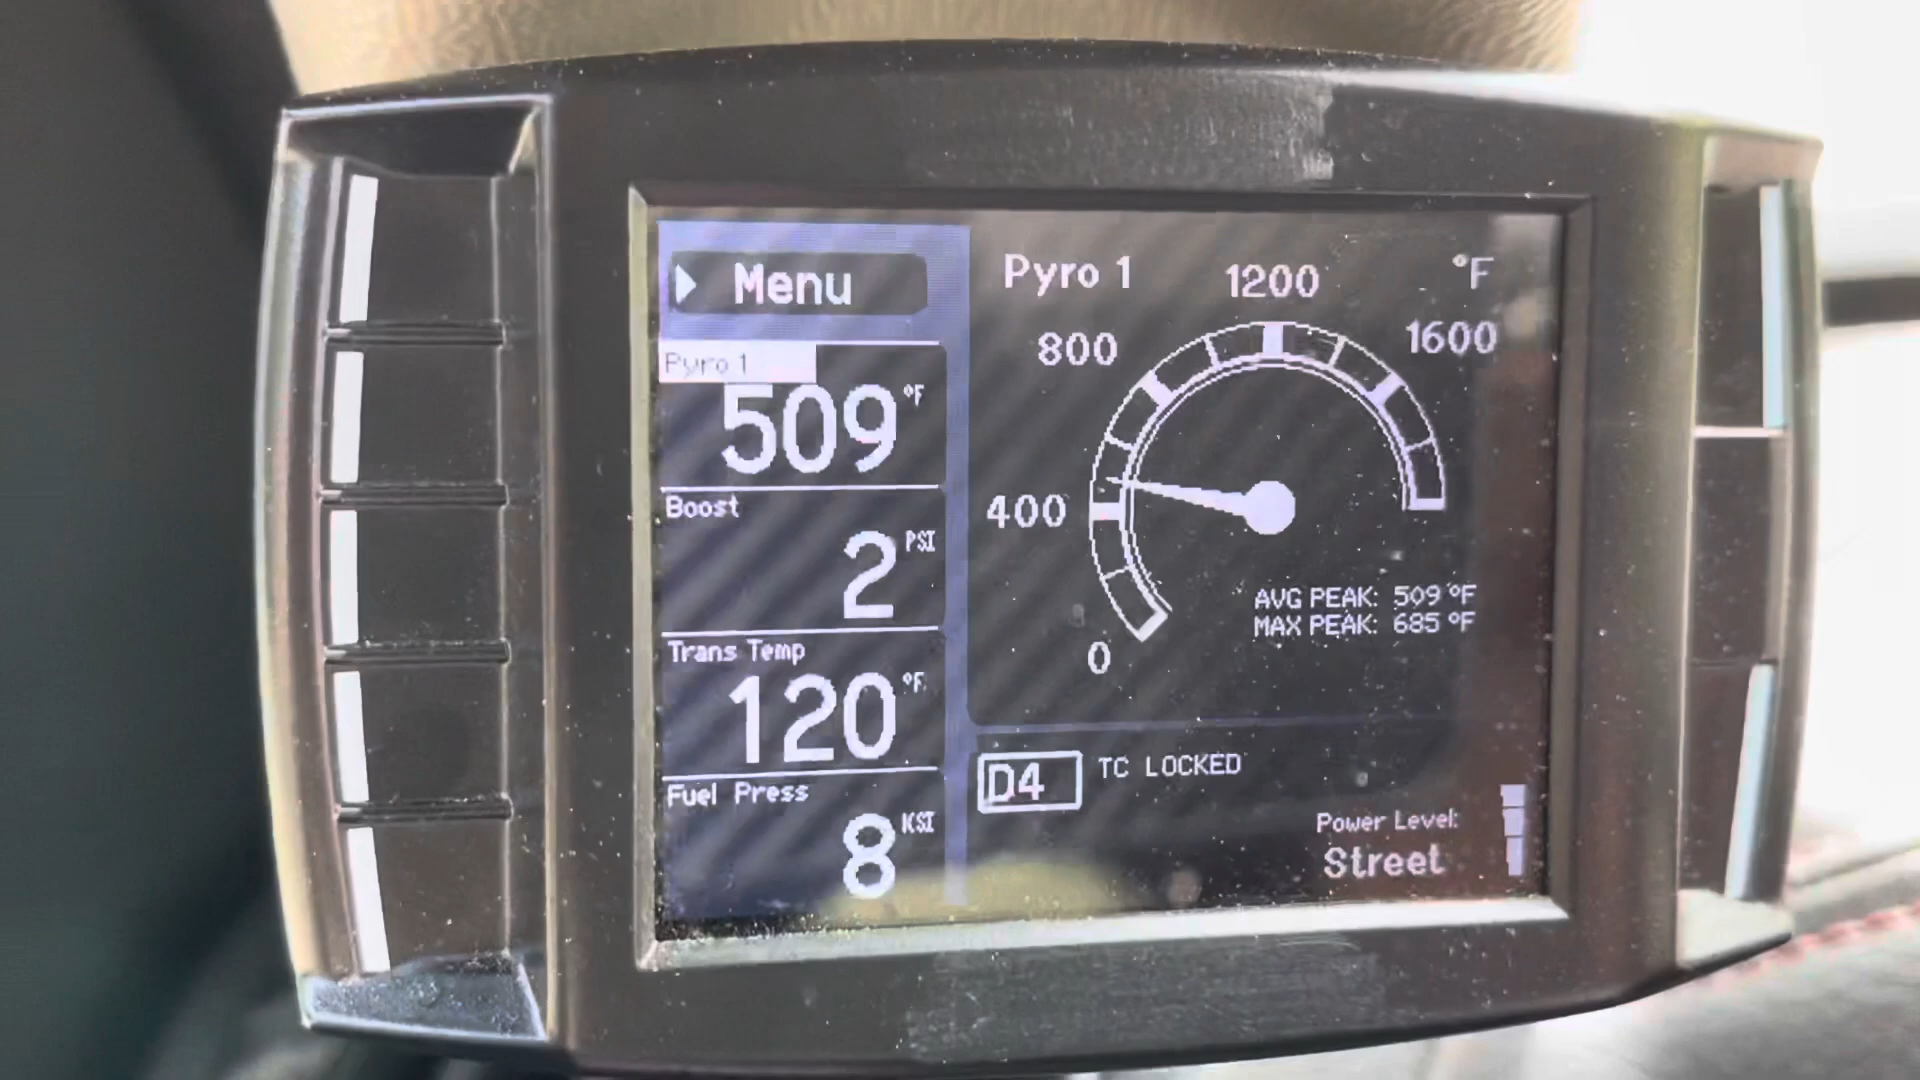 Menu
Pyro 1
509 °F
Boost
2 PSI
Trans Temp
120 °F
Fuel Press
8 KSI
Pyro 1
°F
0
400
800
1200
1600
AVG PEAK: 509 °F
MAX PEAK: 685 °F
D4 TC LOCKED
Power Level:
Street